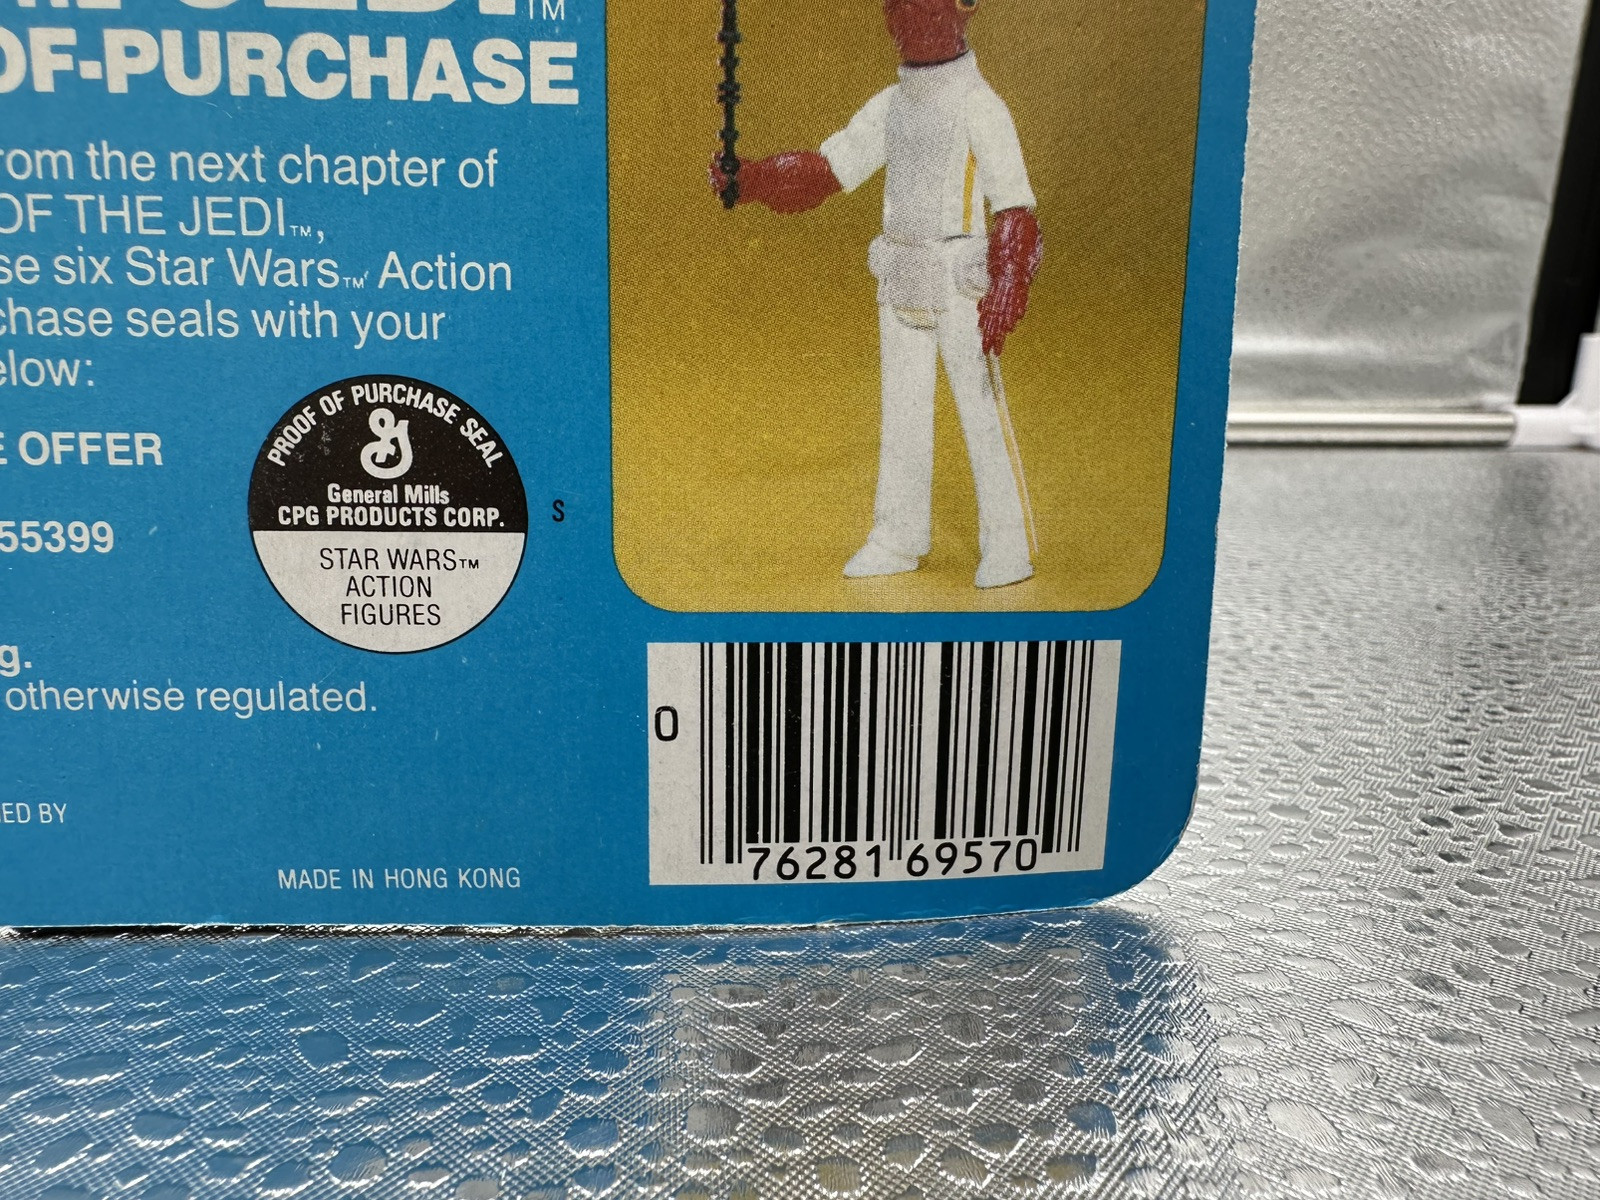 JEDI™
OF-PURCHASE
rom the next chapter of
OF THE JEDI™,
se six Star Wars™ Action
chase seals with your
elow:
E OFFER
55399
PROOF OF PURCHASE SEAL
General Mills
CPG PRODUCTS CORP.
STAR WARS™
ACTION
FIGURES
S
g.
otherwise regulated.
ED BY
MADE IN HONG KONG
0 76281 69570